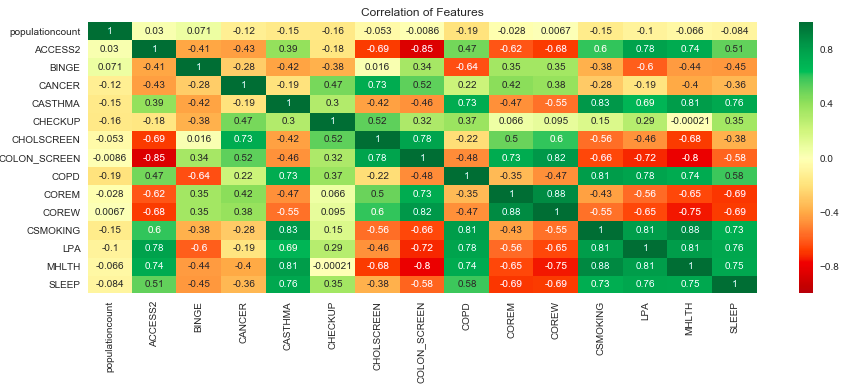 Correlation of Features
populationcount 1 0.03 0.071 -0.12 -0.15 -0.16 -0.053 -0.0086 -0.19 -0.028 0.0067 -0.15 -0.1 -0.066 -0.084
ACCESS2 0.03 1 -0.41 -0.43 0.39 -0.18 -0.69 -0.85 0.47 -0.62 -0.68 0.6 0.78 0.74 0.51
BINGE 0.071 -0.41 1 -0.28 -0.42 -0.38 0.016 0.34 -0.64 0.35 0.35 -0.38 -0.6 -0.44 -0.45
CANCER -0.12 -0.43 -0.28 1 -0.19 0.47 0.73 0.52 0.22 0.42 0.38 -0.28 -0.19 -0.4 -0.36
CASTHMA -0.15 0.39 -0.42 -0.19 1 0.3 -0.42 -0.46 0.73 -0.47 -0.55 0.83 0.69 0.81 0.76
CHECKUP -0.16 -0.18 -0.38 0.47 0.3 1 0.52 0.32 0.37 0.066 0.095 0.15 0.29 -0.00021 0.35
CHOLSCREEN -0.053 -0.69 0.016 0.73 -0.42 0.52 1 0.78 -0.22 0.5 0.6 -0.56 -0.46 -0.68 -0.38
COLON_SCREEN -0.0086 -0.85 0.34 0.52 -0.46 0.32 0.78 1 -0.48 0.73 0.82 -0.66 -0.72 -0.8 -0.58
COPD -0.19 0.47 -0.64 0.22 0.73 0.37 -0.22 -0.48 1 -0.35 -0.47 0.81 0.78 0.74 0.58
COREM -0.028 -0.62 0.35 0.42 -0.47 0.066 0.5 0.73 -0.35 1 0.88 -0.43 -0.56 -0.65 -0.69
COREW 0.0067 -0.68 0.35 0.38 -0.55 0.095 0.6 0.82 -0.47 0.88 1 -0.55 -0.65 -0.75 -0.69
CSMOKING -0.15 0.6 -0.38 -0.28 0.83 0.15 -0.56 -0.66 0.81 -0.43 -0.55 1 0.81 0.88 0.73
LPA -0.1 0.78 -0.6 -0.19 0.69 0.29 -0.46 -0.72 0.78 -0.56 -0.65 0.81 1 0.81 0.76
MHLTH -0.066 0.74 -0.44 -0.4 0.81 -0.00021 -0.68 -0.8 0.74 -0.65 -0.75 0.88 0.81 1 0.75
SLEEP -0.084 0.51 -0.45 -0.36 0.76 0.35 -0.38 -0.58 0.58 -0.69 -0.69 0.73 0.76 0.75 1
populationcount ACCESS2 BINGE CANCER CASTHMA CHECKUP CHOLSCREEN COLON_SCREEN COPD COREM COREW CSMOKING LPA MHLTH SLEEP
0.8
0.4
0.0
−0.4
−0.8